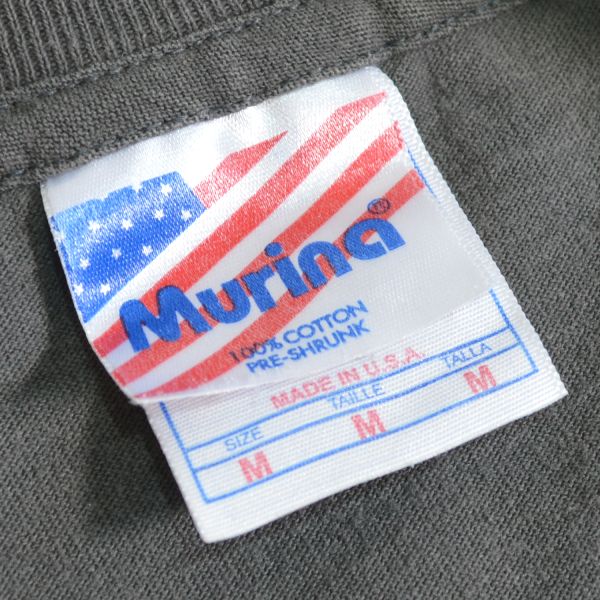 Murina®
100% COTTON
PRE-SHRUNK
MADE IN U.S.A.
SIZE TAILLE TALLA
M M M